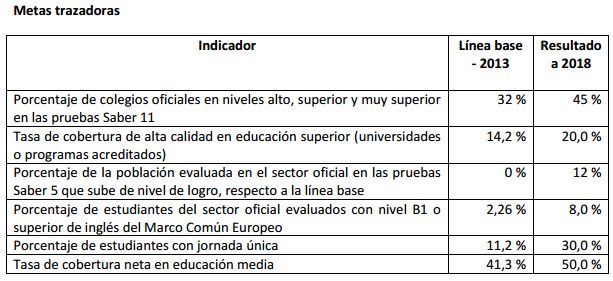 Metas trazadoras
Indicador Línea base Resultado
- 2013 a 2018
Porcentaje de colegios oficiales en niveles alto, superior y muy superior 32 % 45 %
en las pruebas Saber 11
Tasa de cobertura de alta calidad en educación superior (universidades 14,2 % 20,0 %
o programas acreditados)
Porcentaje de la población evaluada en el sector oficial en las pruebas 0 % 12 %
Saber 5 que sube de nivel de logro, respecto a la línea base
Porcentaje de estudiantes del sector oficial evaluados con nivel B1 o 2,26 % 8,0 %
superior de inglés del Marco Común Europeo
Porcentaje de estudiantes con jornada única 11,2 % 30,0 %
Tasa de cobertura neta en educación media 41,3 % 50,0 %